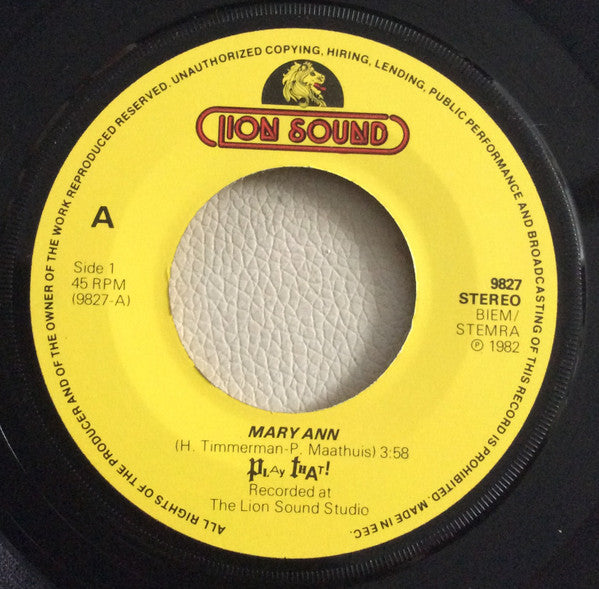 ALL RIGHTS OF THE PRODUCER AND OF THE OWNER OF THE WORK REPRODUCED RESERVED. UNAUTHORIZED COPYING, HIRING, LENDING, PUBLIC PERFORMANCE AND BROADCASTING OF THIS RECORD IS PROHIBITED. MADE IN EEC.
LION SOUND
A
Side 1
45 RPM
(9827-A)
9827
STEREO
BIEM/
STEMRA
℗ 1982
MARY ANN
(H. Timmerman-P. Maathuis) 3:58
PLAY tHAT!
Recorded at
The Lion Sound Studio